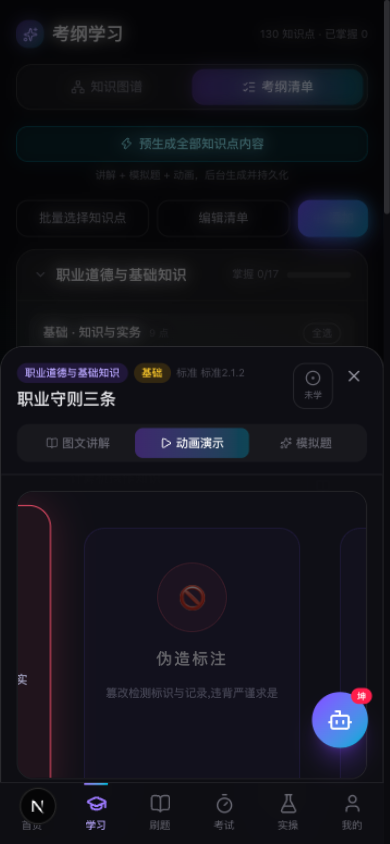 考纲学习
130 知识点 · 已掌握 0
知识图谱
考纲清单
预生成全部知识点内容
讲解 + 模拟题 + 动画，后台生成并持久化
批量选择知识点
编辑清单
职业道德与基础知识
掌握 0/17
基础 · 知识与实务
全选
职业道德与基础知识
基础
标准 标准2.1.2
未学
职业守则三条
图文讲解
动画演示
模拟题
实
伪造标注
篡改检测标识与记录,违背严谨求是
坤
N
首页
学习
刷题
考试
实操
我的